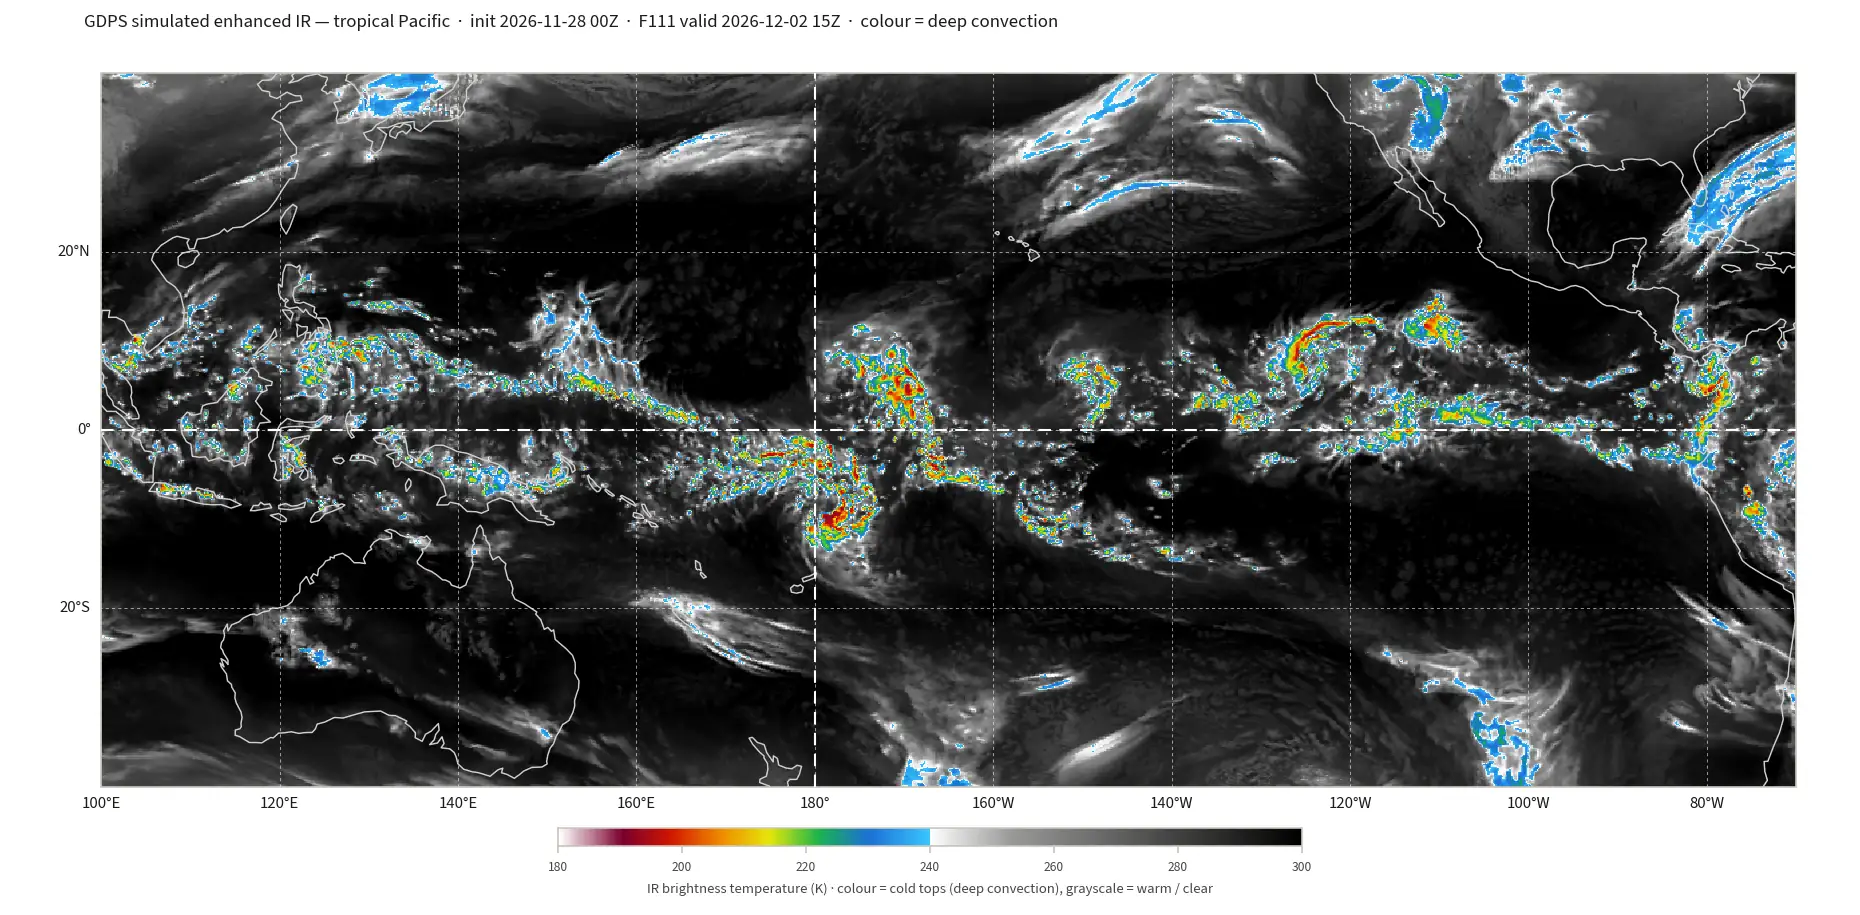 GDPS simulated enhanced IR — tropical Pacific · init 2026-11-28 00Z · F111 valid 2026-12-02 15Z · colour = deep convection
20°N
0°
20°S
100°E 120°E 140°E 160°E 180° 160°W 140°W 120°W 100°W 80°W
180 200 220 240 260 280 300
IR brightness temperature (K) · colour = cold tops (deep convection), grayscale = warm / clear